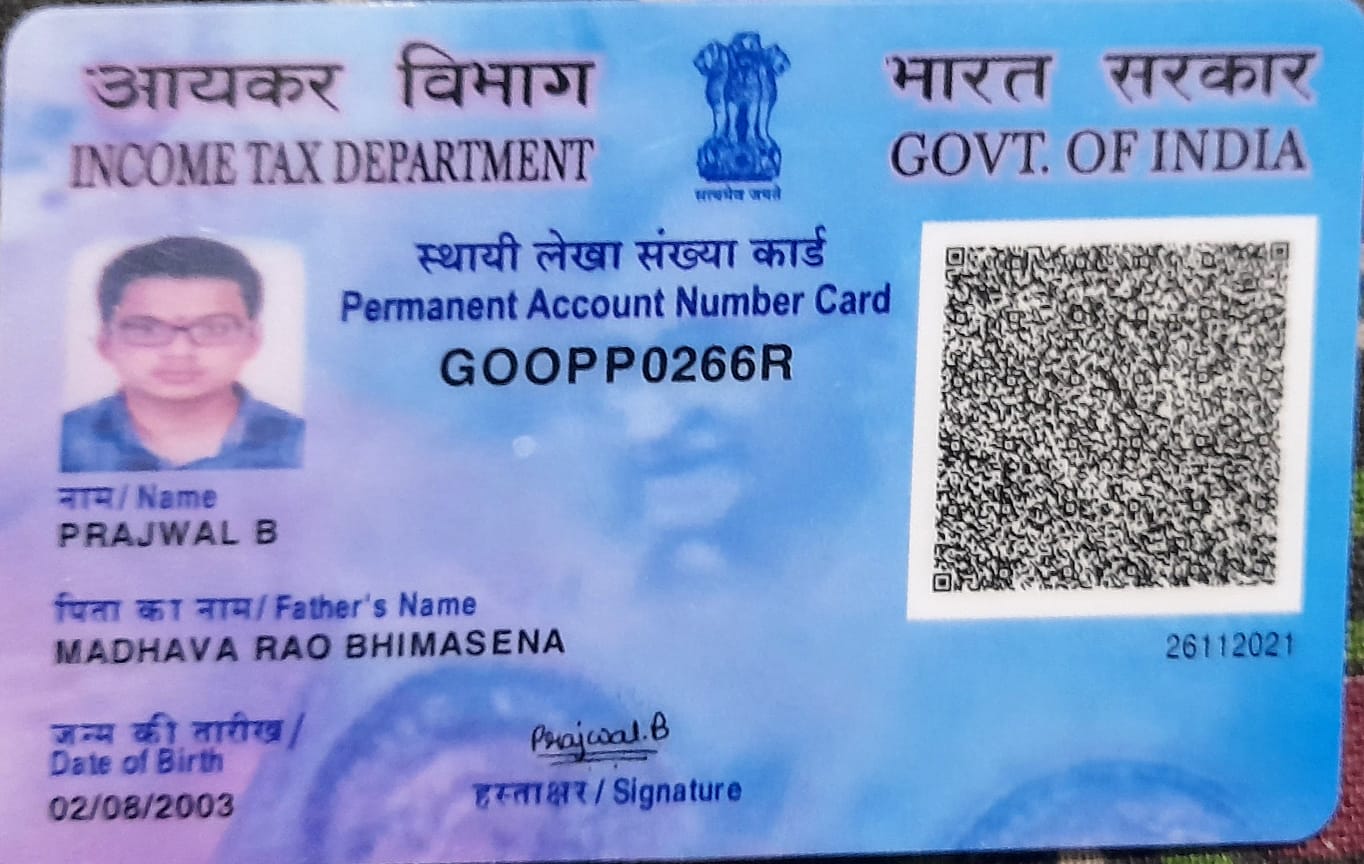 आयकर विभाग
INCOME TAX DEPARTMENT
सत्यमेव जयते
भारत सरकार
GOVT. OF INDIA
स्थायी लेखा संख्या कार्ड
Permanent Account Number Card
GOOPP0266R
नाम / Name
PRAJWAL B
पिता का नाम / Father's Name
MADHAVA RAO BHIMASENA
26112021
जन्म की तारीख /
Date of Birth
02/08/2003
Prajwal.B
हस्ताक्षर / Signature